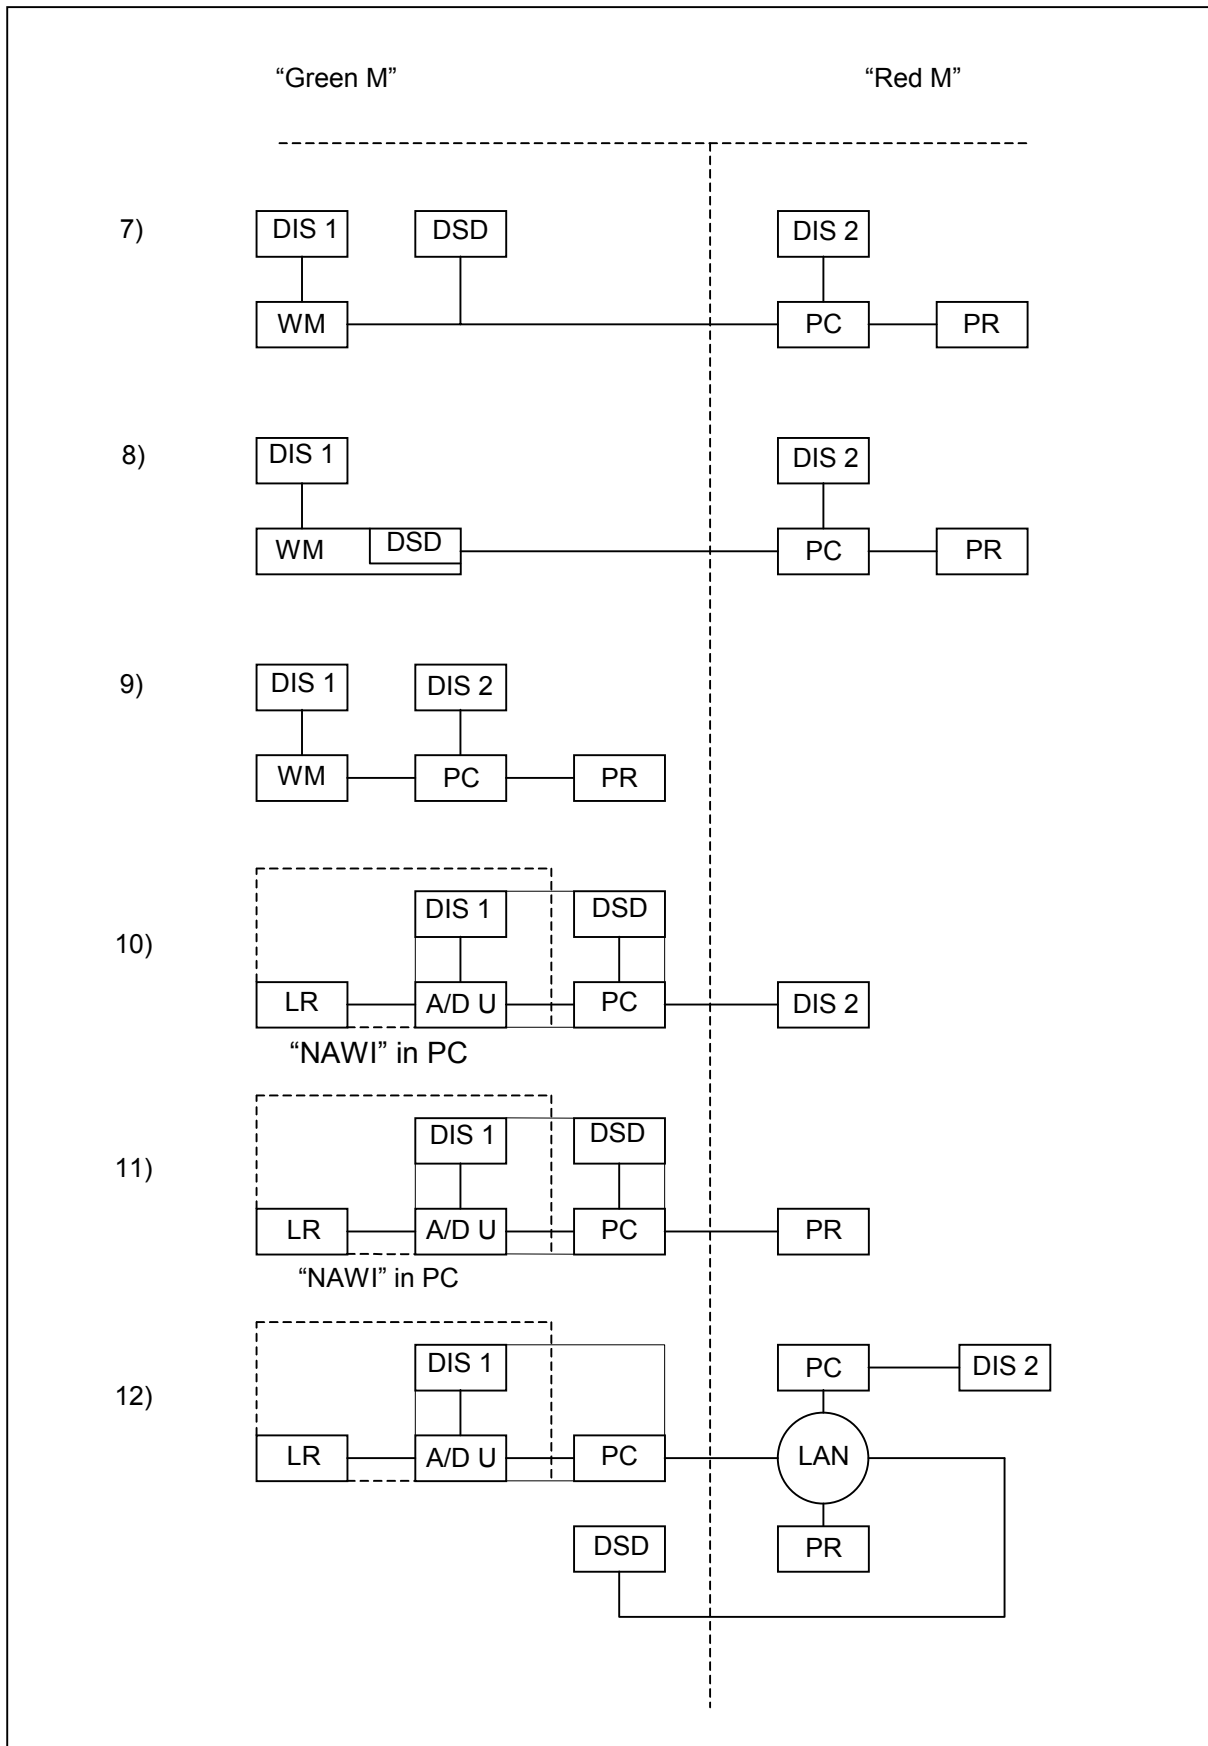 “Green M” “Red M”
7) DIS 1 DSD DIS 2
WM PC PR
8) DIS 1 DIS 2
WM DSD PC PR
9) DIS 1 DIS 2
WM PC PR
DIS 1 DSD
10)
LR A/D U PC DIS 2
“NAWI” in PC
DIS 1 DSD
11)
LR A/D U PC PR
“NAWI” in PC
DIS 1 PC DIS 2
12)
LR A/D U PC LAN
DSD PR